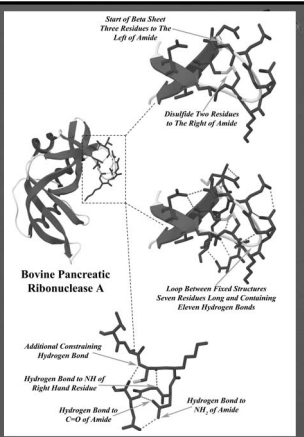 Start of Beta Sheet
Three Residues to The
Left of Amide
Disulfide Two Residues
to The Right of Amide
Bovine Pancreatic
Ribonuclease A
Loop Between Fixed Structures
Seven Residues Long and Containing
Eleven Hydrogen Bonds
Additional Constraining
Hydrogen Bond
Hydrogen Bond to NH of
Right Hand Residue
Hydrogen Bond to
C=O of Amide
Hydrogen Bond to
NH₂ of Amide